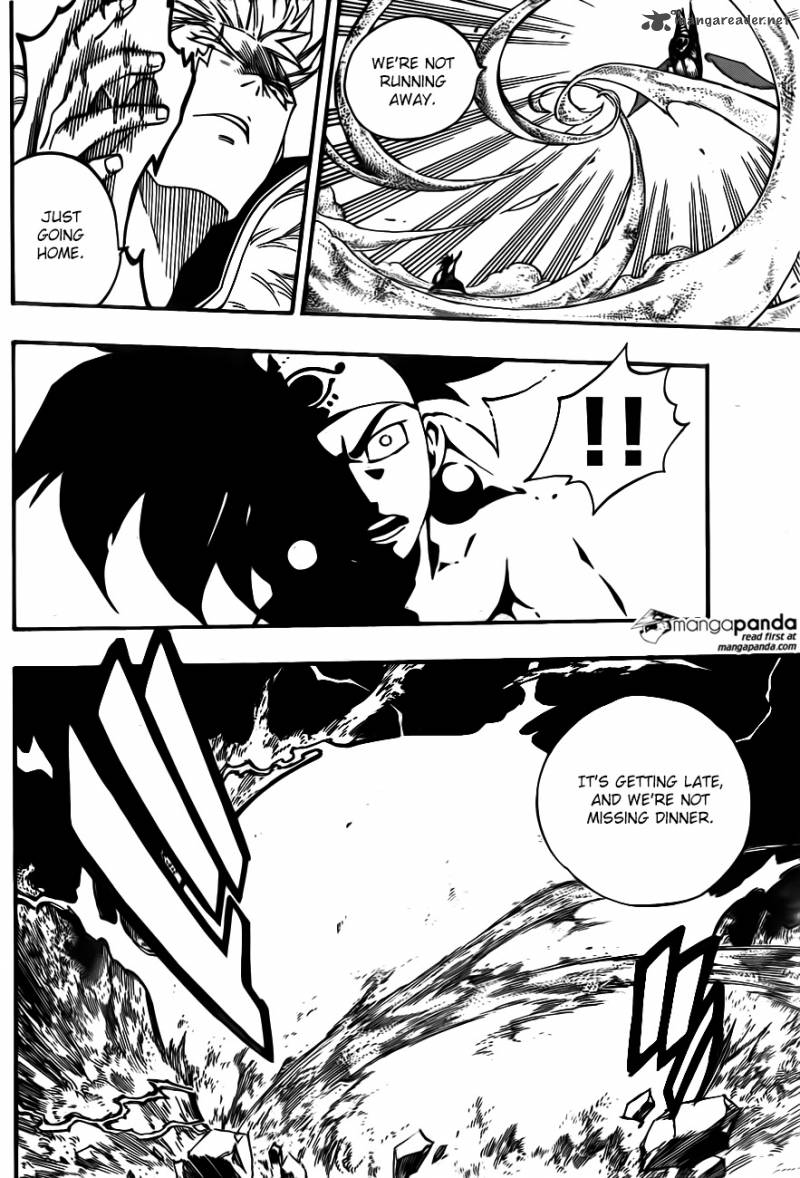 mangareader.net
WE'RE NOT
RUNNING
AWAY.
JUST
GOING
HOME.
!!
mangapanda
read first at
mangapanda.com
IT'S GETTING LATE,
AND WE'RE NOT
MISSING DINNER.